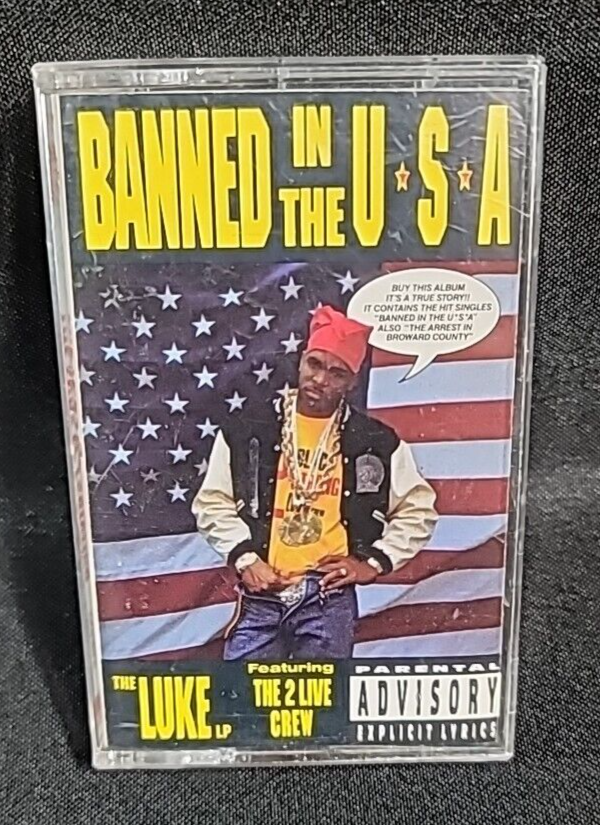 BANNED IN THE U★S★A
BUY THIS ALBUM
IT'S A TRUE STORY!!
IT CONTAINS THE HIT SINGLES
"BANNED IN THE U*S*A"
ALSO "THE ARREST IN
BROWARD COUNTY"
THE LUKE LP
Featuring
THE 2 LIVE
CREW
PARENTAL
ADVISORY
EXPLICIT LYRICS